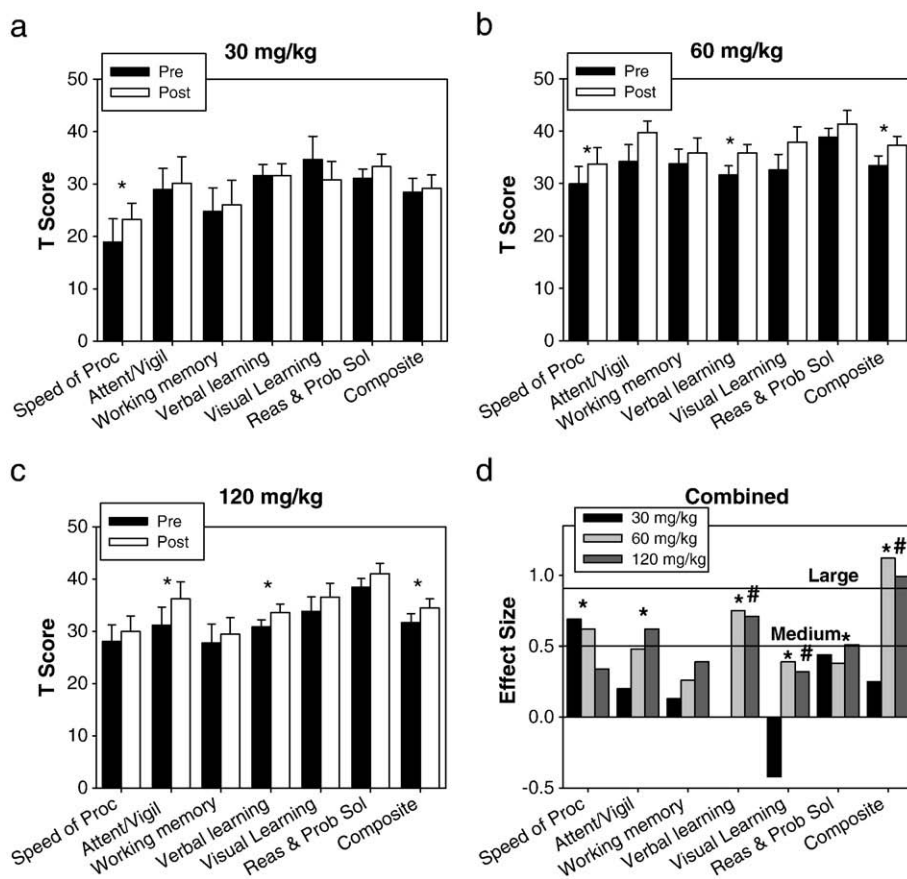 a
30 mg/kg
50
40
30
20
10
0
T Score
Pre
Post
*
Speed of Proc
Attent/Vigil
Working memory
Verbal learning
Visual Learning
Reas & Prob Sol
Composite
b
60 mg/kg
50
40
30
20
10
0
T Score
Pre
Post
*
*
*
Speed of Proc
Attent/Vigil
Working memory
Verbal learning
Visual Learning
Reas & Prob Sol
Composite
c
120 mg/kg
50
40
30
20
10
0
T Score
Pre
Post
*
*
*
Speed of Proc
Attent/Vigil
Working memory
Verbal learning
Visual Learning
Reas & Prob Sol
Composite
d
Combined
1.0
0.5
0.0
-0.5
Effect Size
30 mg/kg
60 mg/kg
120 mg/kg
Large
Medium
*
*
* #
* #
*
* #
Speed of Proc
Attent/Vigil
Working memory
Verbal learning
Visual Learning
Reas & Prob Sol
Composite